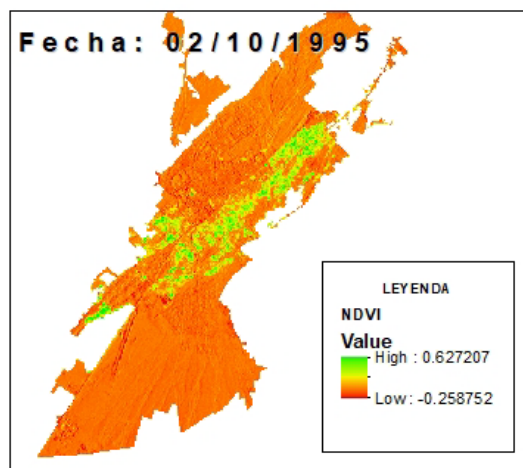 Fecha: 02/10/1995
LEYENDA
NDVI
Value
High : 0.627207
Low : -0.258752